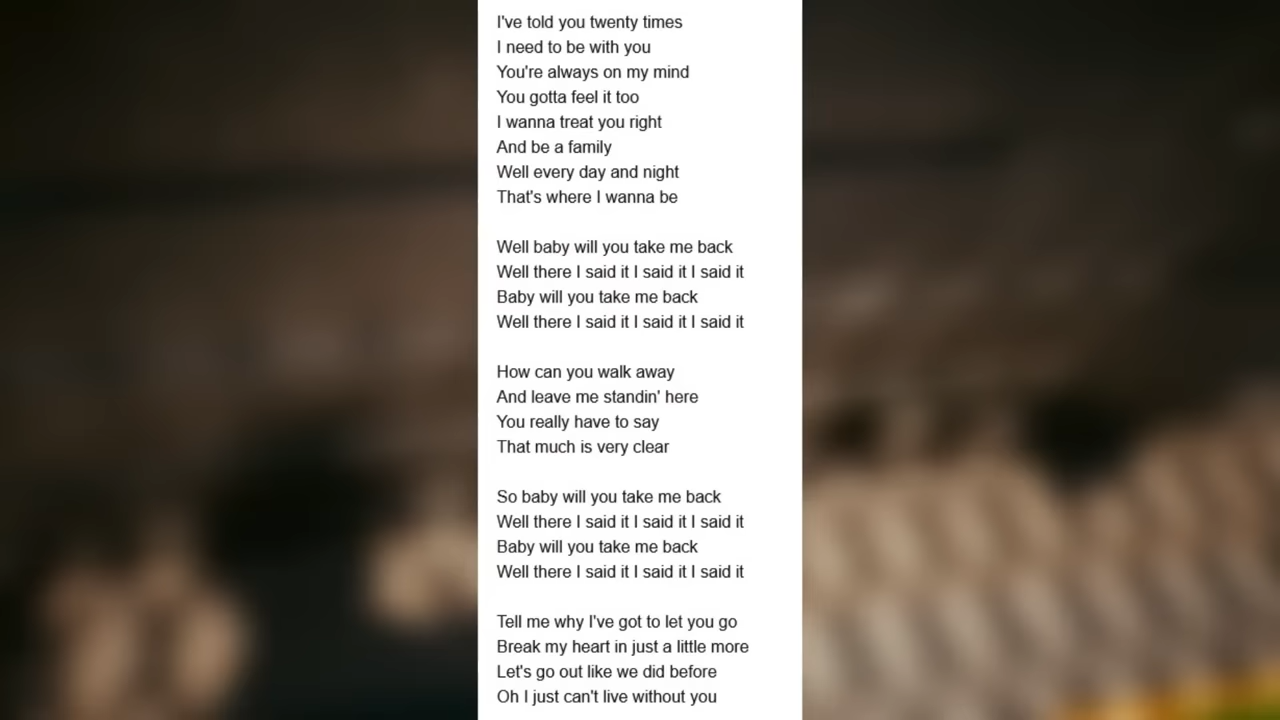 I've told you twenty times
I need to be with you
You're always on my mind
You gotta feel it too
I wanna treat you right
And be a family
Well every day and night
That's where I wanna be

Well baby will you take me back
Well there I said it I said it I said it
Baby will you take me back
Well there I said it I said it I said it

How can you walk away
And leave me standin' here
You really have to say
That much is very clear

So baby will you take me back
Well there I said it I said it I said it
Baby will you take me back
Well there I said it I said it I said it

Tell me why I've got to let you go
Break my heart in just a little more
Let's go out like we did before
Oh I just can't live without you